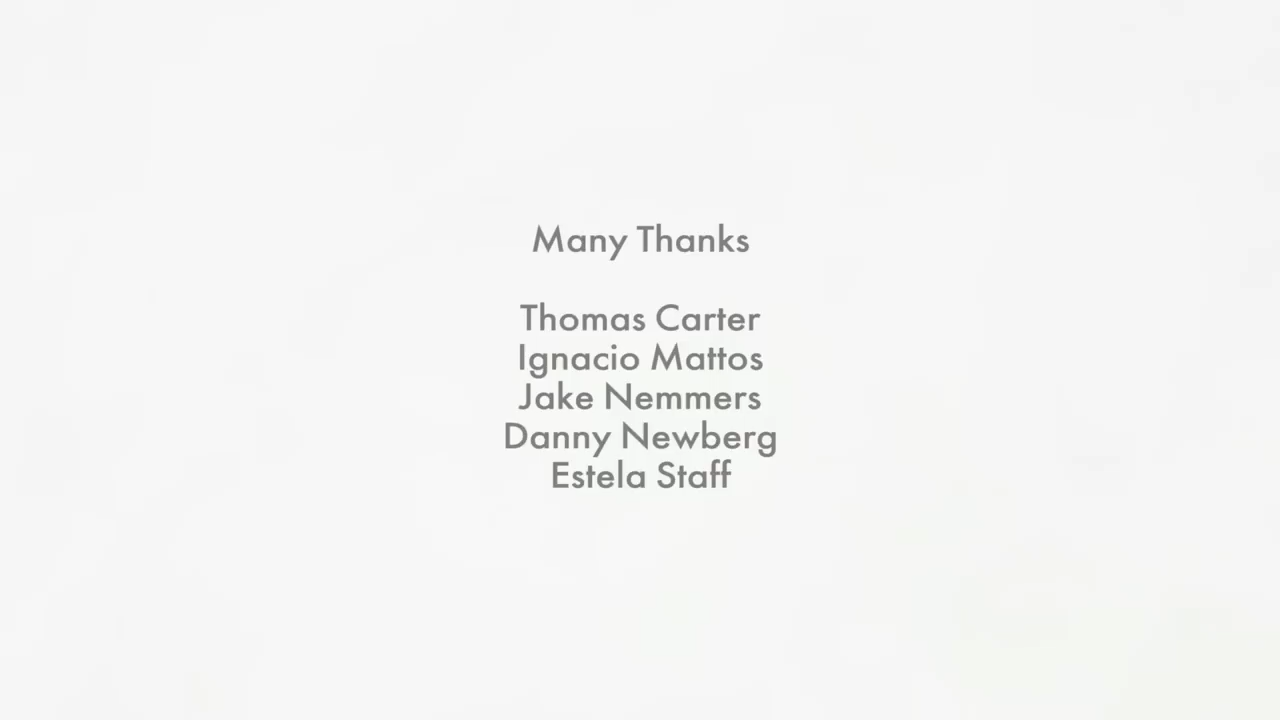 Many Thanks
Thomas Carter
Ignacio Mattos
Jake Nemmers
Danny Newberg
Estela Staff